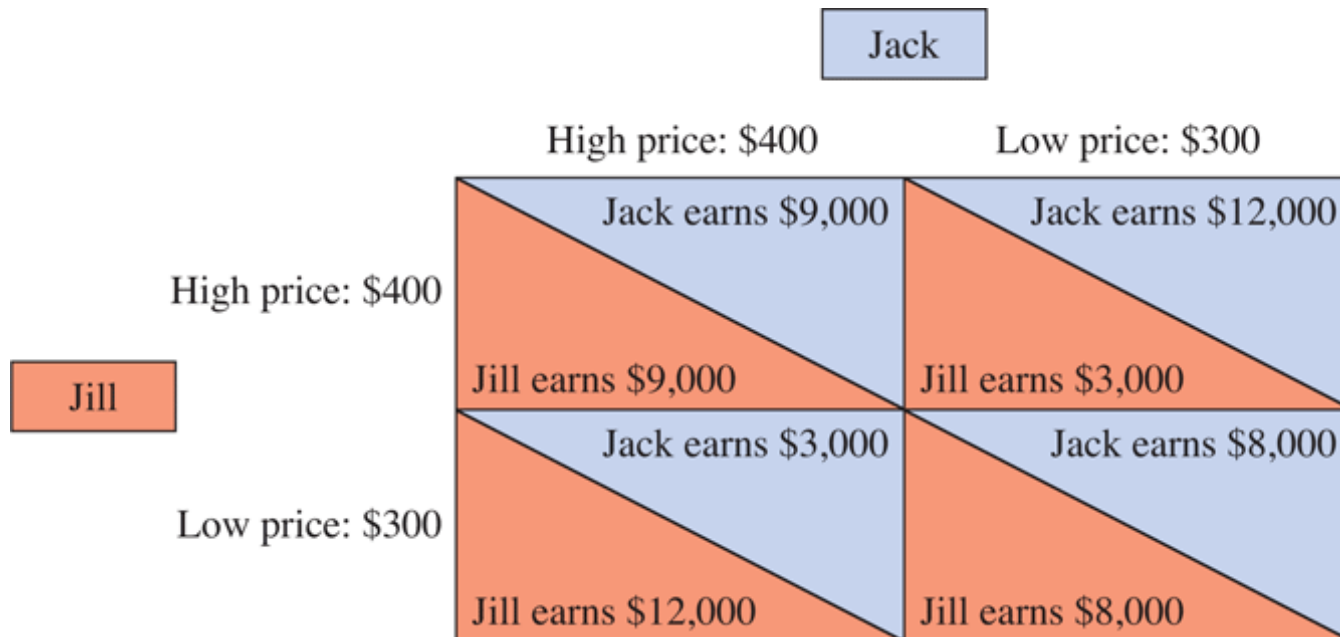 Jack
High price: $400
Low price: $300
Jack earns $9,000
Jack earns $12,000
High price: $400
Jill earns $9,000
Jill earns $3,000
Jill
Jack earns $3,000
Jack earns $8,000
Low price: $300
Jill earns $12,000
Jill earns $8,000